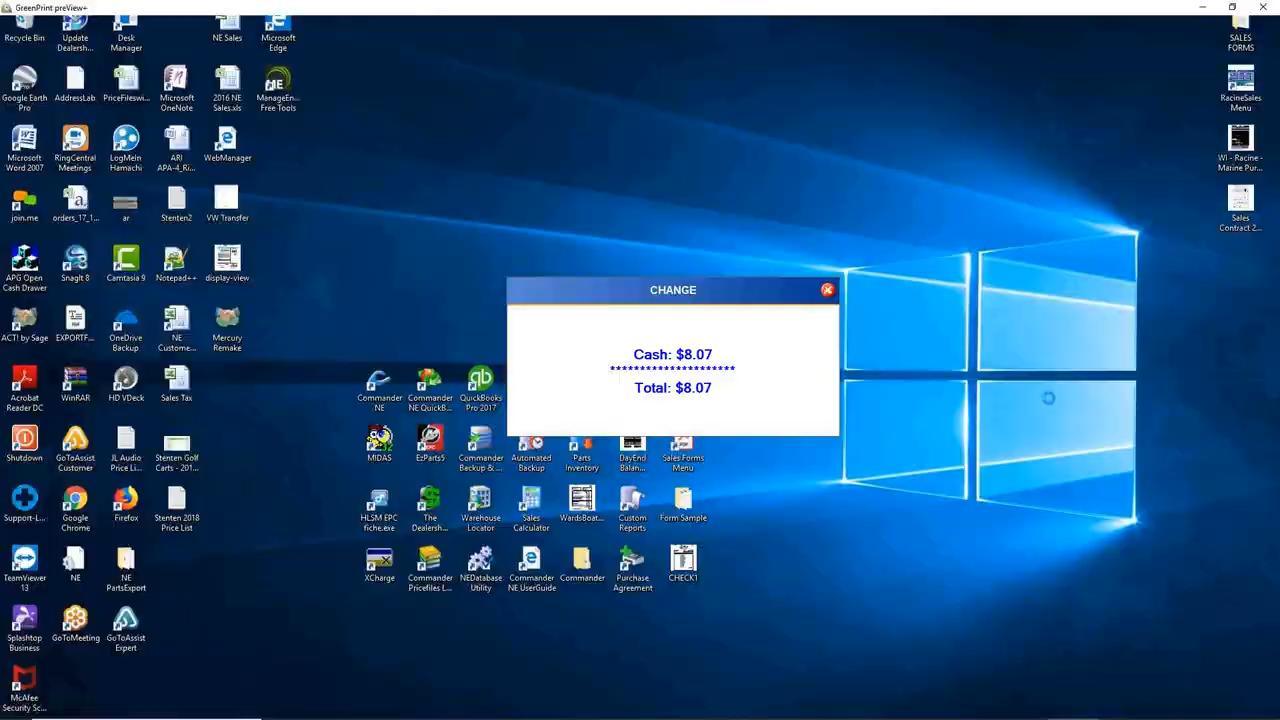 GreenPrint preView+
Recycle Bin
Update
Dealersh...
Desk
Manager
NE Sales
Microsoft
Edge
SALES
FORMS
Google Earth
Pro
AddressLab
PriceFileswi...
Microsoft
OneNote
2016 NE
Sales.xls
ManageEn...
Free Tools
RacineSales
Menu
Microsoft
Word 2007
RingCentral
Meetings
LogMeIn
Hamachi
ARI
APA-4_Ri...
WebManager
WI - Racine -
Marine Pur...
join.me
orders_17_1...
ar
Stenten2
VW Transfer
Sales
Contract 2...
APG Open
Cash Drawer
SnagIt 8
Camtasia 9
Notepad++
display-view
CHANGE
Cash: $8.07
*********************
Total: $8.07
ACT! by Sage
EXPORTF...
OneDrive
Backup
NE
Custome...
Mercury
Remake
Acrobat
Reader DC
WinRAR
HD VDeck
Sales Tax
Commander
NE
Commander
NE QuickB...
QuickBooks
Pro 2017
Shutdown
GoToAssist
Customer
JL Audio
Price Li...
Stenten Golf
Carts - 201...
MIDAS
EzParts5
Commander
Backup & ...
Automated
Backup
Parts
Inventory
DayEnd
Balan...
Sales Forms
Menu
Support-L...
Google
Chrome
Firefox
Stenten 2018
Price List
HLSM EPC
fiche.exe
The
Dealersh...
Warehouse
Locator
Sales
Calculator
WardsBoat...
Custom
Reports
Form Sample
TeamViewer
13
NE
NE
PartsExport
XCharge
Commander
Pricefiles L...
NEDatabase
Utility
Commander
NE UserGuide
Commander
Purchase
Agreement
CHECK1
Splashtop
Business
GoToMeeting
GoToAssist
Expert
McAfee
Security Sc...